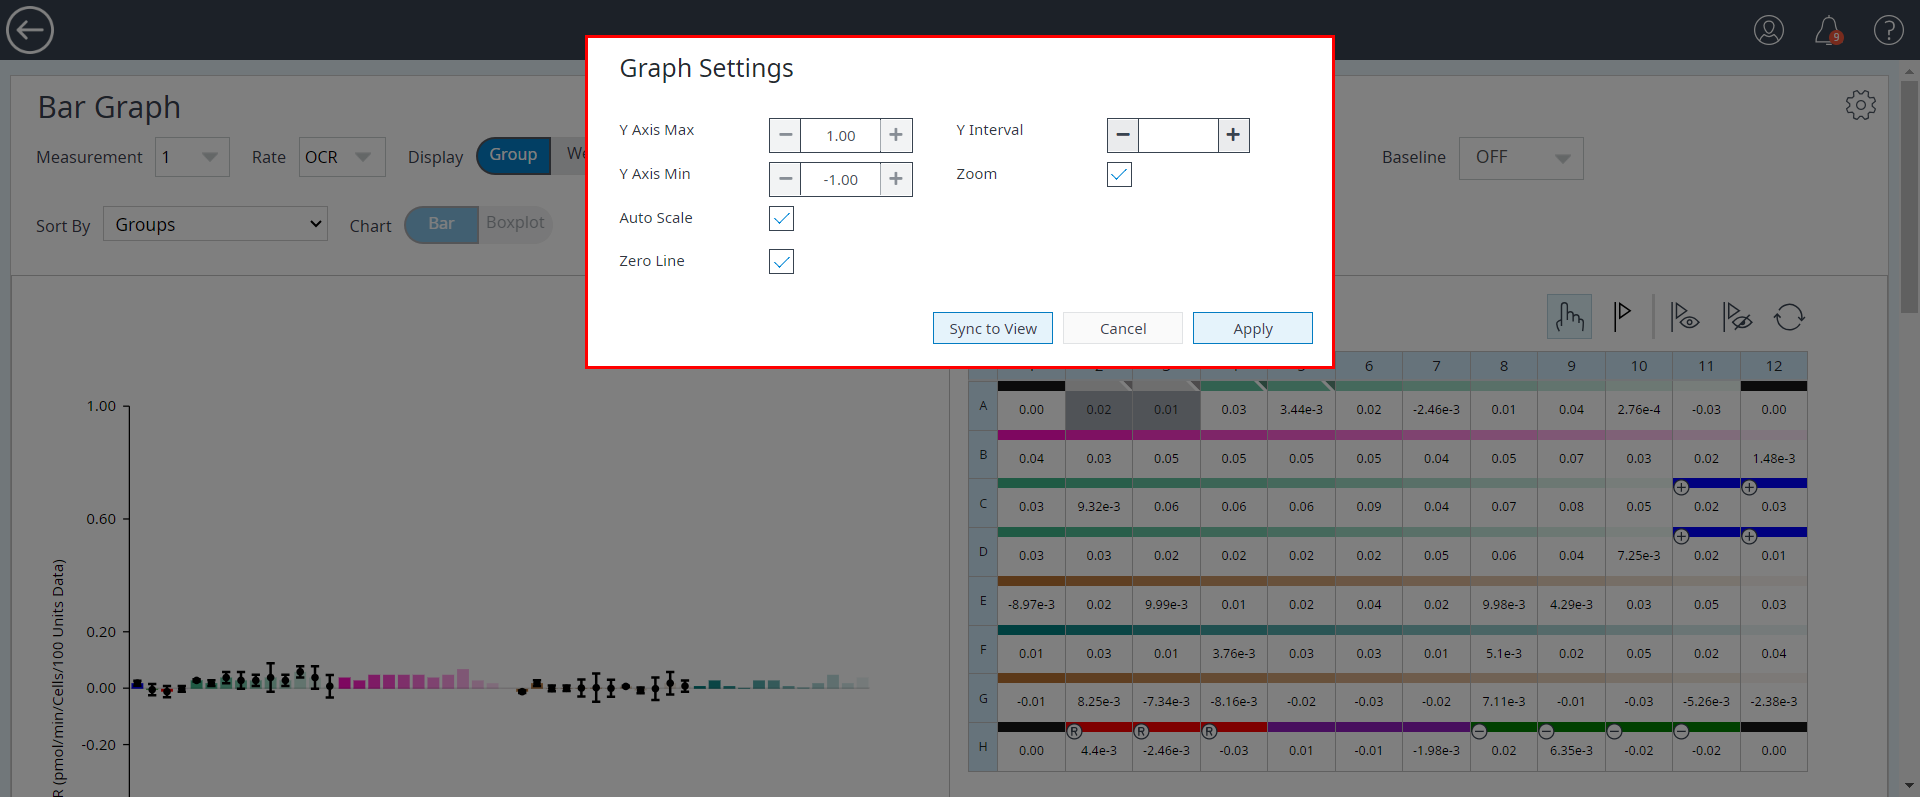 9
Graph Settings
Y Axis Max 1.00 Y Interval
Y Axis Min -1.00 Zoom
Auto Scale
Zero Line
Sync to View Cancel Apply
Bar Graph
Measurement 1 Rate OCR Display Group We Baseline OFF
Sort By Groups Chart Bar Boxplot
6 7 8 9 10 11 12
A 0.00 0.02 0.01 0.03 3.44e-3 0.02 -2.46e-3 0.01 0.04 2.76e-4 -0.03 0.00
B 0.04 0.03 0.05 0.05 0.05 0.05 0.04 0.05 0.07 0.03 0.02 1.48e-3
C 0.03 9.32e-3 0.06 0.06 0.06 0.09 0.04 0.07 0.08 0.05 0.02 0.03
D 0.03 0.03 0.02 0.02 0.02 0.02 0.05 0.06 0.04 7.25e-3 0.02 0.01
E -8.97e-3 0.02 9.99e-3 0.01 0.02 0.04 0.02 9.98e-3 4.29e-3 0.03 0.05 0.03
F 0.01 0.03 0.01 3.76e-3 0.03 0.03 0.01 5.1e-3 0.02 0.05 0.02 0.04
G -0.01 8.25e-3 -7.34e-3 -8.16e-3 -0.02 -0.03 -0.02 7.11e-3 -0.01 -0.03 -5.26e-3 -2.38e-3
R R R
H 0.00 4.4e-3 -2.46e-3 -0.03 0.01 -0.01 -1.98e-3 0.02 6.35e-3 -0.02 -0.02 0.00
1.00
0.60
0.20
0.00
-0.20
R (pmol/min/Cells/100 Units Data)